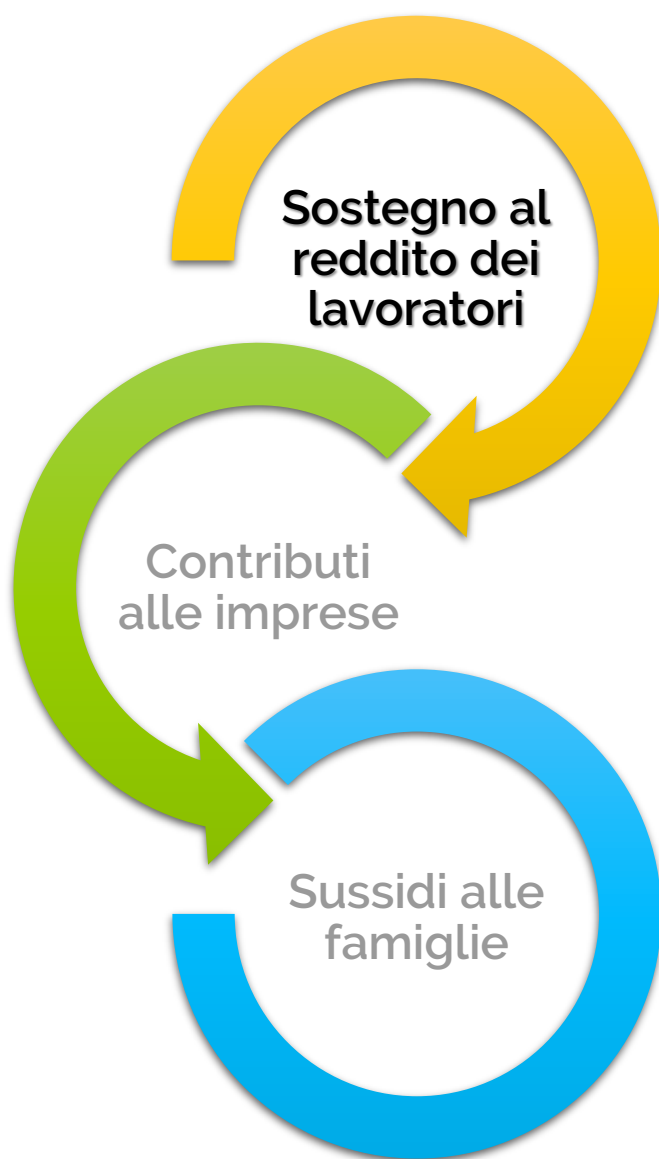 Sostegno al
reddito dei
lavoratori
Contributi
alle imprese
Sussidi alle
famiglie